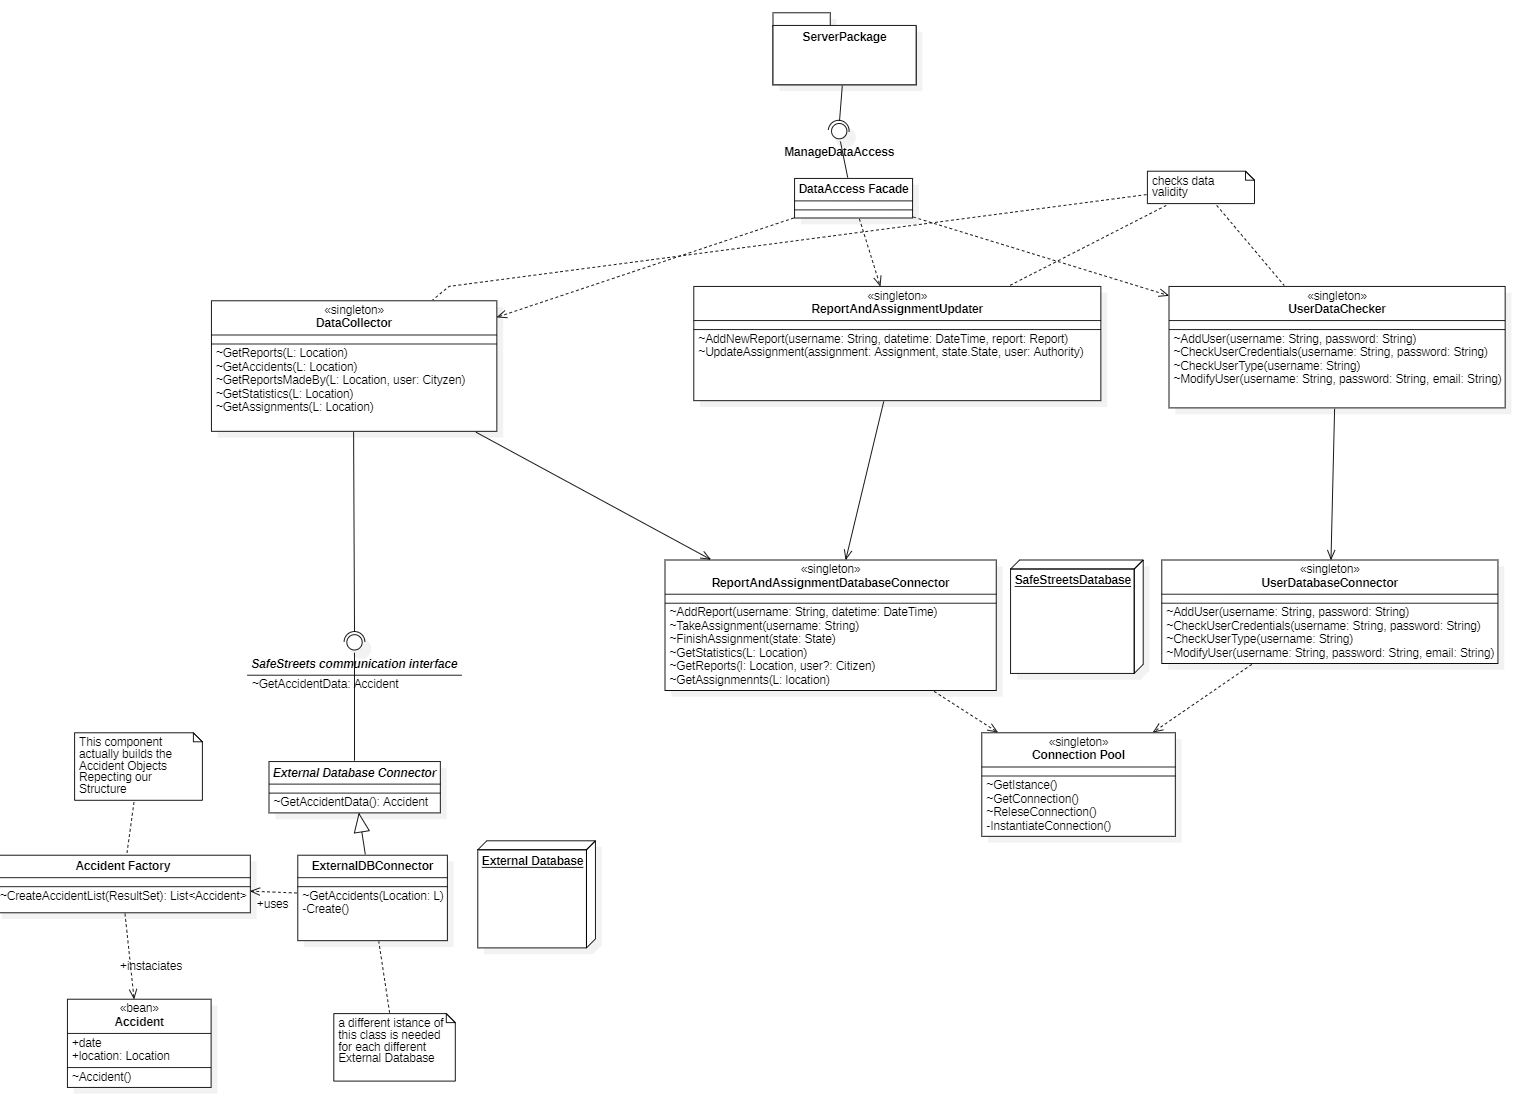 ServerPackage
ManageDataAccess
DataAccess Facade
checks data
validity
«singleton»
DataCollector
~GetReports(L: Location)
~GetAccidents(L: Location)
~GetReportsMadeBy(L: Location, user: Cityzen)
~GetStatistics(L: Location)
~GetAssignments(L: Location)
«singleton»
ReportAndAssignmentUpdater
~AddNewReport(username: String, datetime: DateTime, report: Report)
~UpdateAssignment(assignment: Assignment, state.State, user: Authority)
«singleton»
UserDataChecker
~AddUser(username: String, password: String)
~CheckUserCredentials(username: String, password: String)
~CheckUserType(username: String)
~ModifyUser(username: String, password: String, email: String)
«singleton»
ReportAndAssignmentDatabaseConnector
~AddReport(username: String, datetime: DateTime)
~TakeAssignment(username: String)
~FinishAssignment(state: State)
~GetStatistics(L: Location)
~GetReports(l: Location, user?: Citizen)
~GetAssignmennts(L: location)
SafeStreetsDatabase
«singleton»
UserDatabaseConnector
~AddUser(username: String, password: String)
~CheckUserCredentials(username: String, password: String)
~CheckUserType(username: String)
~ModifyUser(username: String, password: String, email: String)
SafeStreets communication interface
~GetAccidentData: Accident
«singleton»
Connection Pool
~GetIstance()
~GetConnection()
~ReleseConnection()
-InstantiateConnection()
This component
actually builds the
Accident Objects
Repecting our
Structure
External Database Connector
~GetAccidentData(): Accident
Accident Factory
~CreateAccidentList(ResultSet): List<Accident>
+uses
ExternalDBConnector
~GetAccidents(Location: L)
-Create()
External Database
+instaciates
«bean»
Accident
+date
+location: Location
~Accident()
a different istance of
this class is needed
for each different
External Database